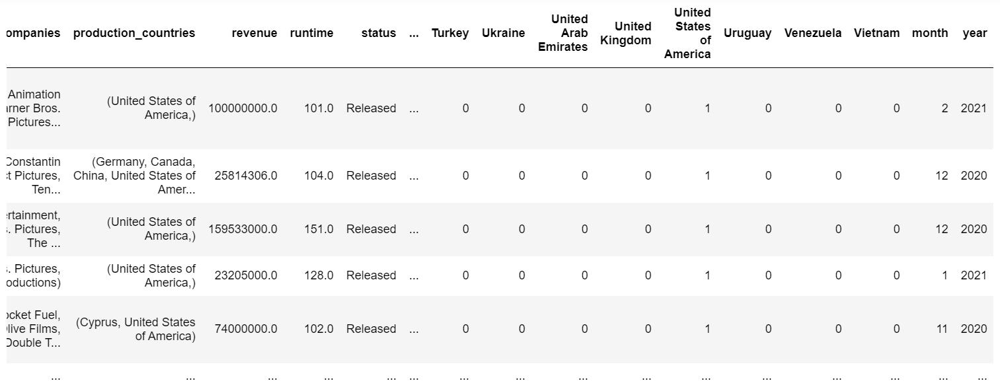 United
United States
ompanies production_countries revenue runtime status ... Turkey Ukraine Arab United of Uruguay Venezuela Vietnam month year
Emirates Kingdom America
Animation
arner Bros. (United States of America,) 100000000.0 101.0 Released ... 0 0 0 0 1 0 0 0 2 2021
Pictures...
Constantin (Germany, Canada,
t Pictures, China, United States of 25814306.0 104.0 Released ... 0 0 0 0 1 0 0 0 12 2020
Ten... Amer...
ertainment, (United States of
. Pictures, America,) 159533000.0 151.0 Released ... 0 0 0 0 1 0 0 0 12 2020
The ...
. Pictures, (United States of
oductions) America,) 23205000.0 128.0 Released ... 0 0 0 0 1 0 0 0 1 2021
ocket Fuel, (Cyprus, United States
live Films, of America) 74000000.0 102.0 Released ... 0 0 0 0 1 0 0 0 11 2020
Double T...
... ... ... ... ... ... ... ... ... ... ... ... ... ... ... ...